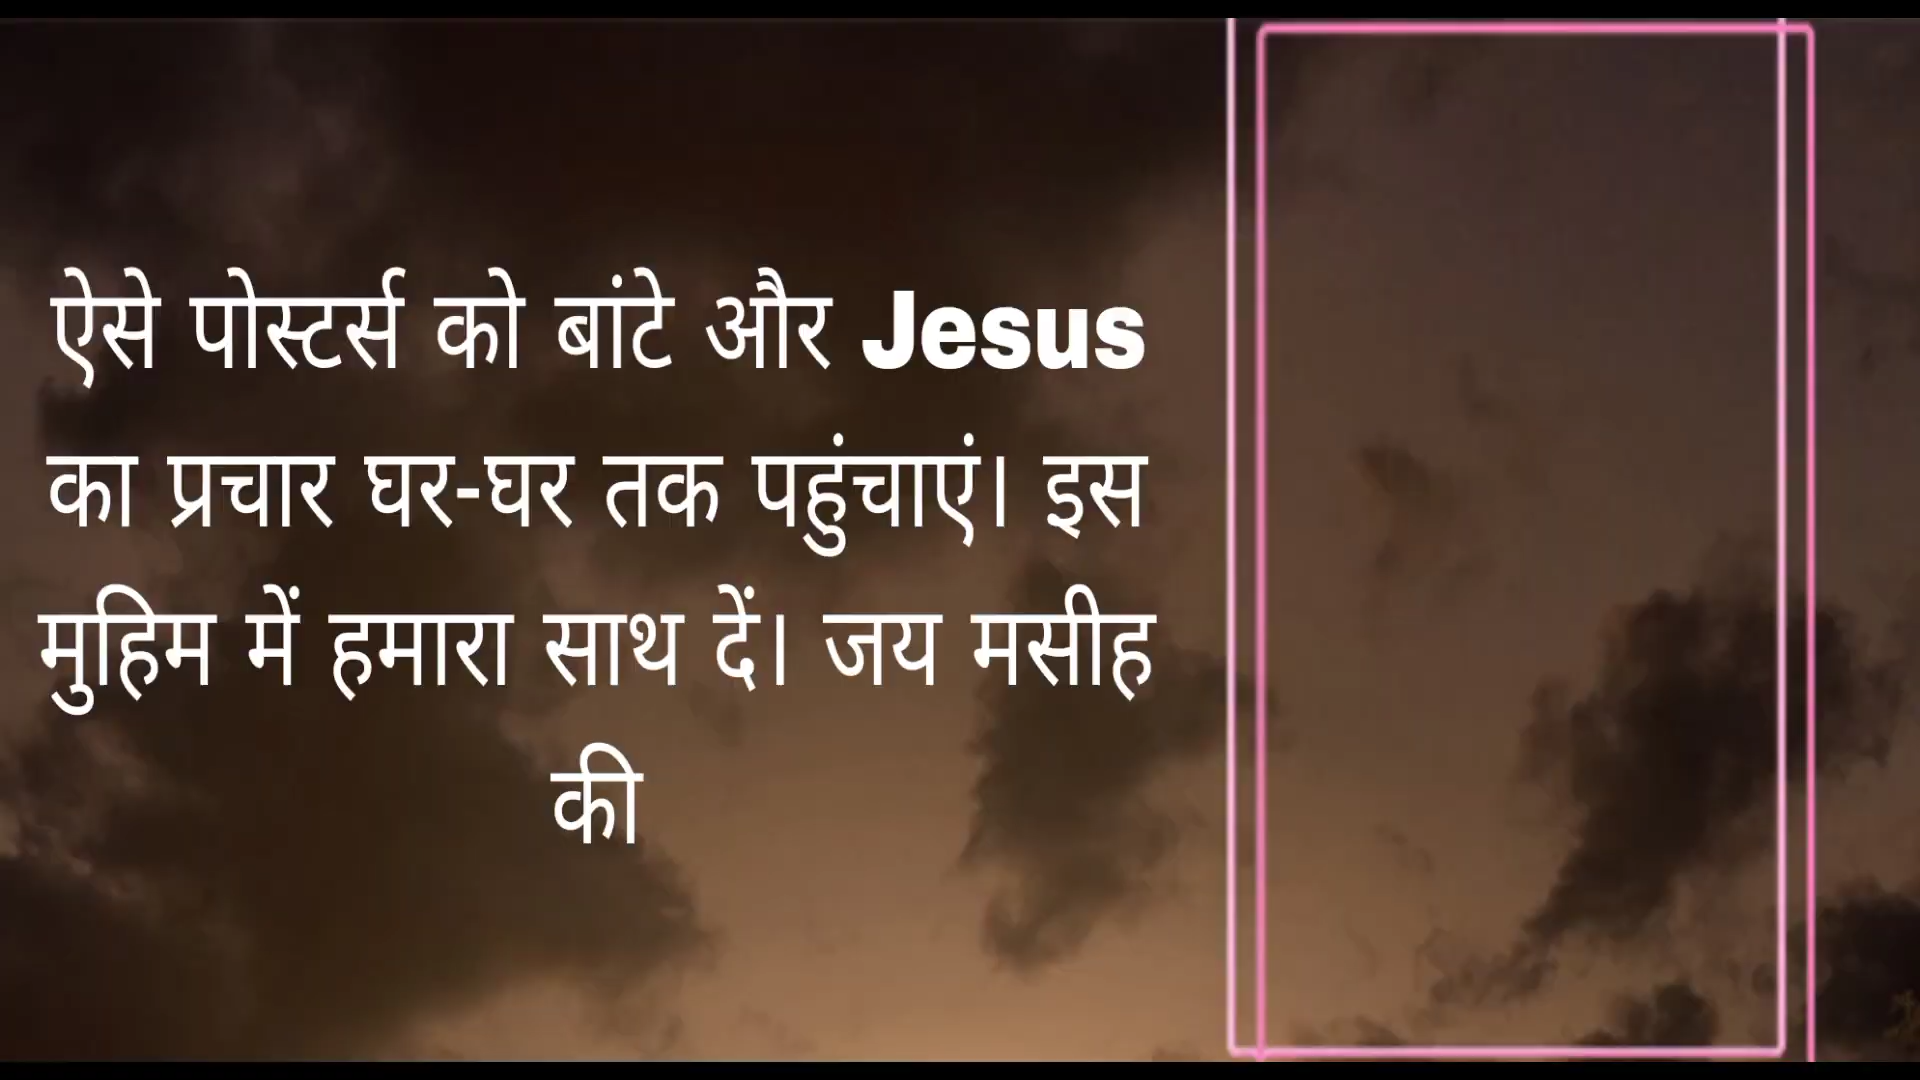 ऐसे पोस्टर्स को बांटे और Jesus
का प्रचार घर-घर तक पहुंचाएं। इस
मुहिम में हमारा साथ दें। जय मसीह
की